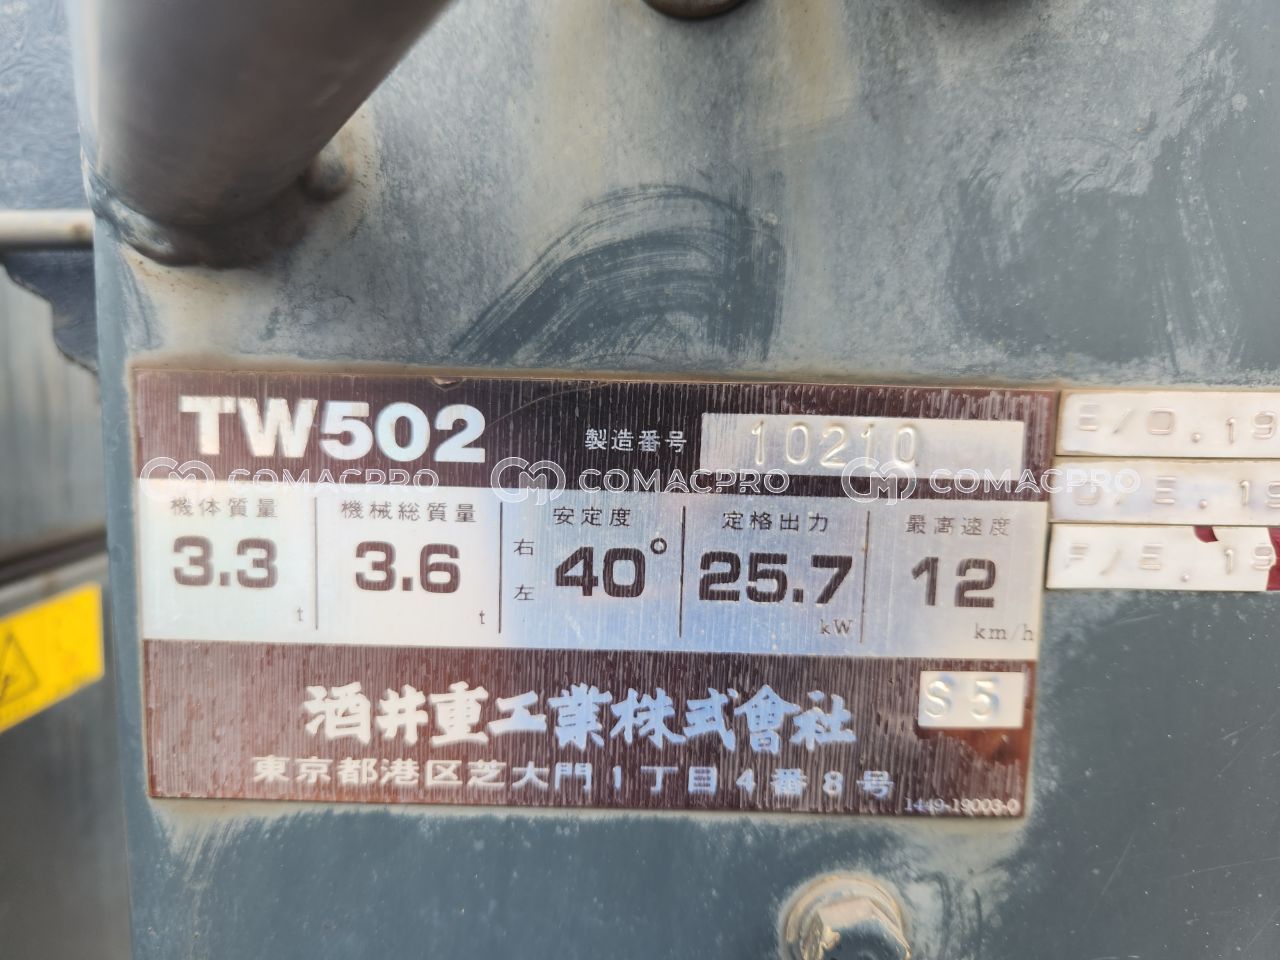 TW502 製造番号 10210
E/O.19
COMACPRO COMACPRO COMACPRO
D/E.19
機体質量 機械総質量 安定度 定格出力 最高速度
3.3 t 3.6 t 右 左 40° 25.7 kW 12 km/h
F/E.19
酒井重工業株式會社 S5
東京都港区芝大門1丁目4番8号 1449-19003-0